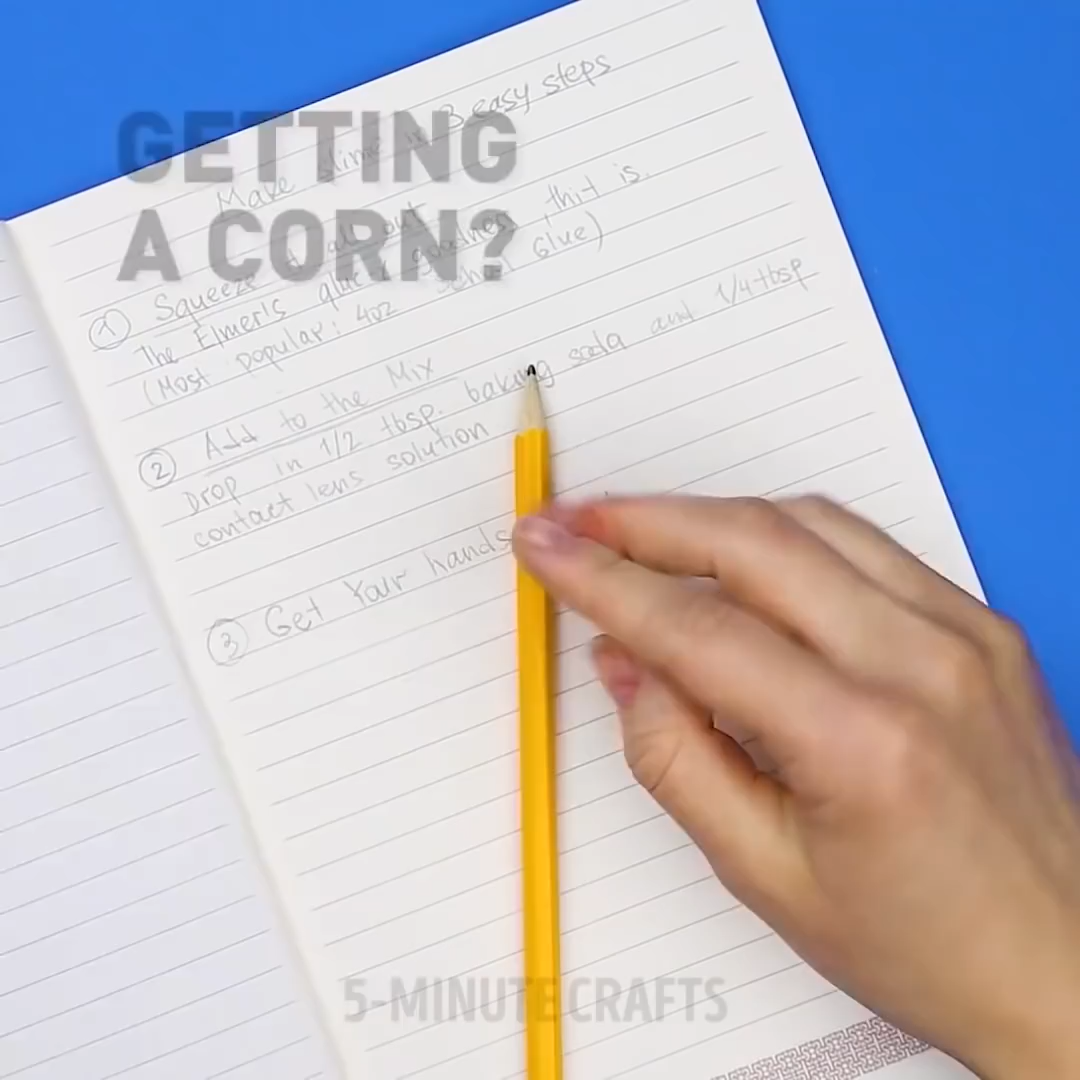 GETTING
A CORN?
Make slime in 3 easy steps
① Squeeze it all out
The Elmer's glue
(Most popular: 4oz School Glue)
② Add to the Mix
Drop in 1/2 tbsp. baking soda and 1/4 tbsp
contact lens solution
③ Get Your hands
5-MINUTE CRAFTS